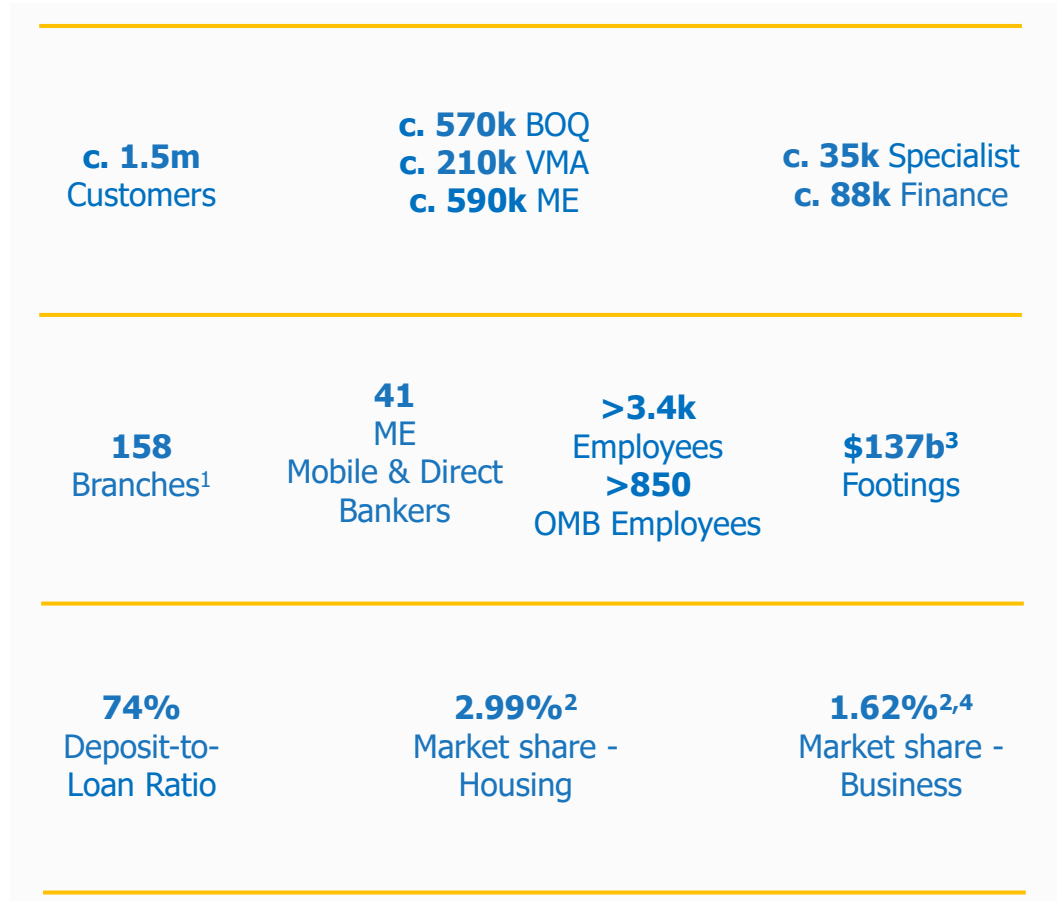 c. 1.5m
Customers
c. 570k BOQ
c. 210k VMA
c. 590k ME
c. 35k Specialist
c. 88k Finance
158
Branches¹
41
ME
Mobile & Direct
Bankers
>3.4k
Employees
>850
OMB Employees
$137b³
Footings
74%
Deposit-to-
Loan Ratio
2.99%²
Market share -
Housing
1.62%²,⁴
Market share -
Business